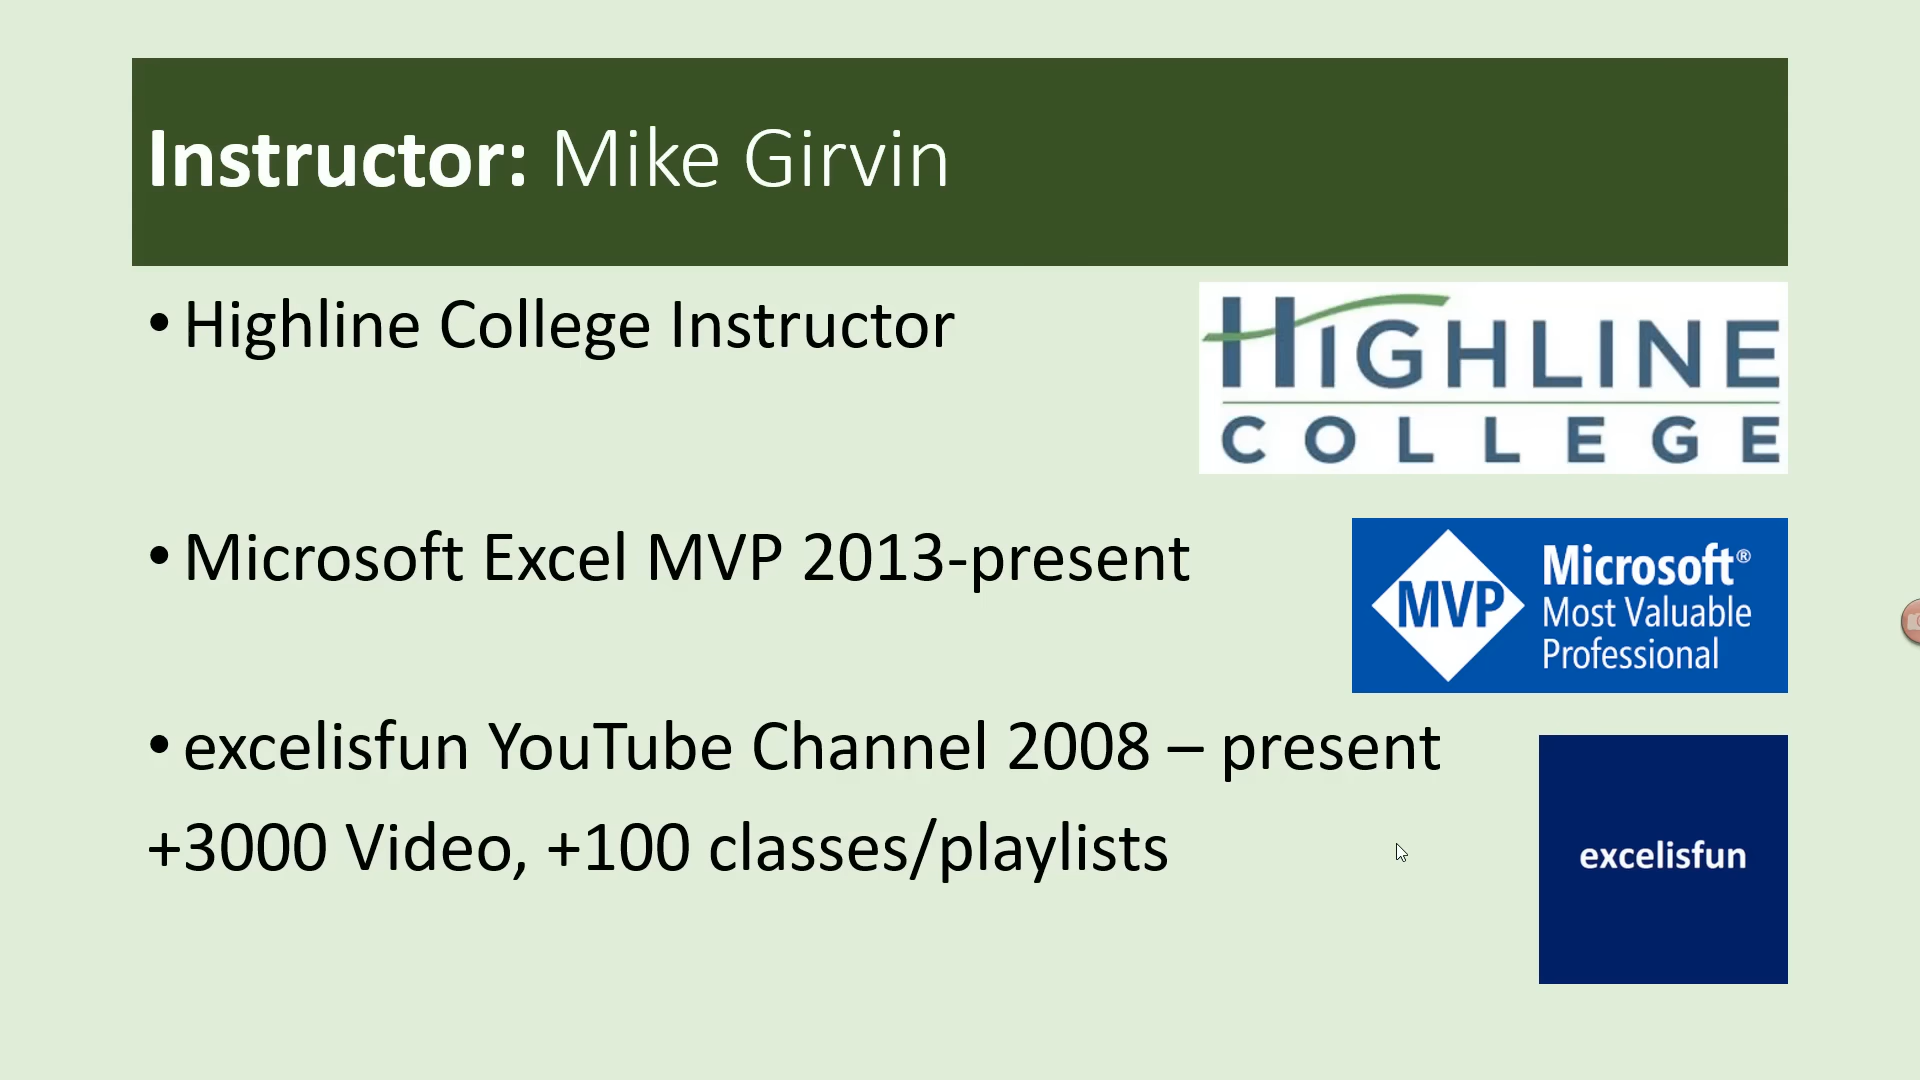 Instructor: Mike Girvin
• Highline College Instructor
HIGHLINE
COLLEGE
• Microsoft Excel MVP 2013-present
MVP
Microsoft®
Most Valuable
Professional
• excelisfun YouTube Channel 2008 – present
+3000 Video, +100 classes/playlists
excelisfun